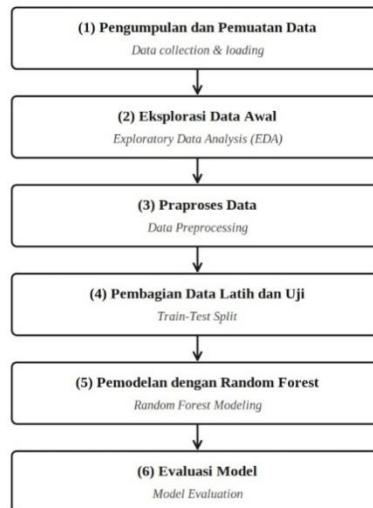 (1) Pengumpulan dan Pemuatan Data
Data collection & loading
(2) Eksplorasi Data Awal
Exploratory Data Analysis (EDA)
(3) Praproses Data
Data Preprocessing
(4) Pembagian Data Latih dan Uji
Train-Test Split
(5) Pemodelan dengan Random Forest
Random Forest Modeling
(6) Evaluasi Model
Model Evaluation